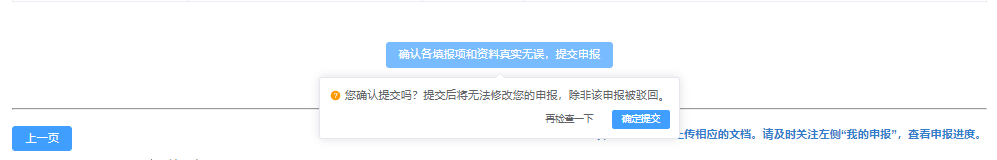 确认各填报项和资料真实无误，提交申报
您确认提交吗？提交后将无法修改您的申报，除非该申报被驳回。
再检查一下
确定提交
上一页
上传相应的文档。请及时关注左侧“我的申报”，查看申报进度。